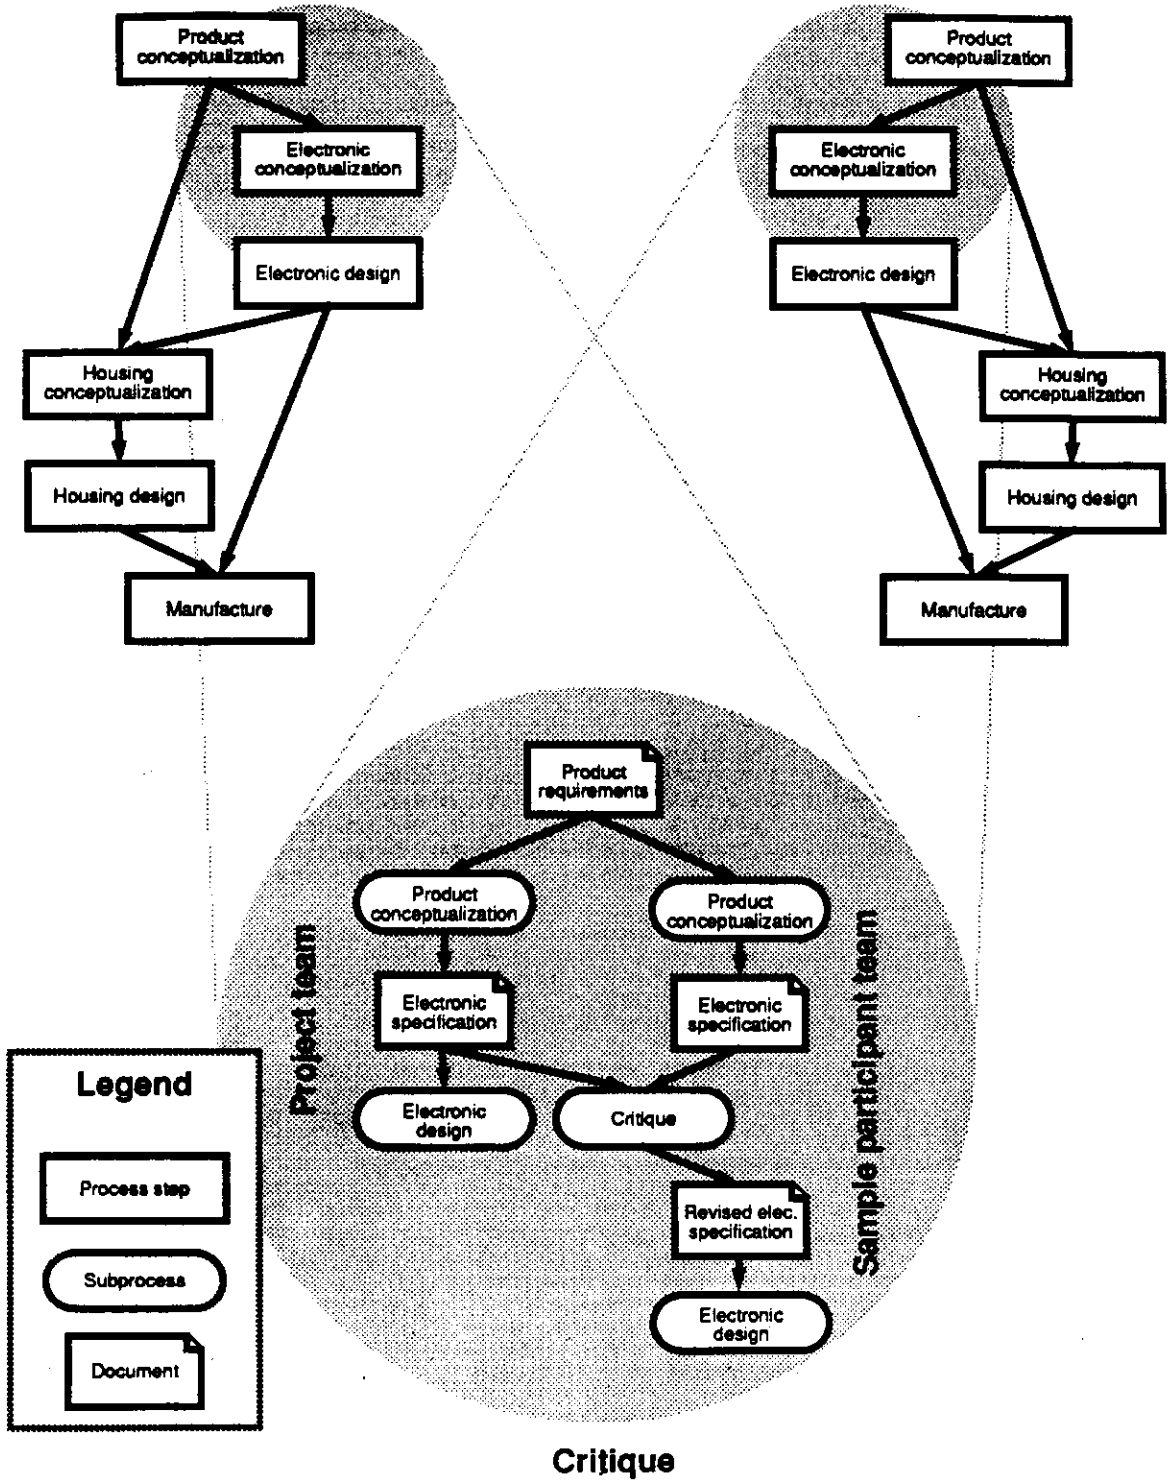 Product
conceptualization
Electronic
conceptualization
Electronic design
Housing
conceptualization
Housing design
Manufacture
Product
conceptualization
Electronic
conceptualization
Electronic design
Housing
conceptualization
Housing design
Manufacture
Product
requirements
Project team
Product
conceptualization
Electronic
specification
Electronic
design
Product
conceptualization
Electronic
specification
Critique
Revised elec.
specification
Electronic
design
Sample participant team
Legend
Process step
Subprocess
Document
Critique